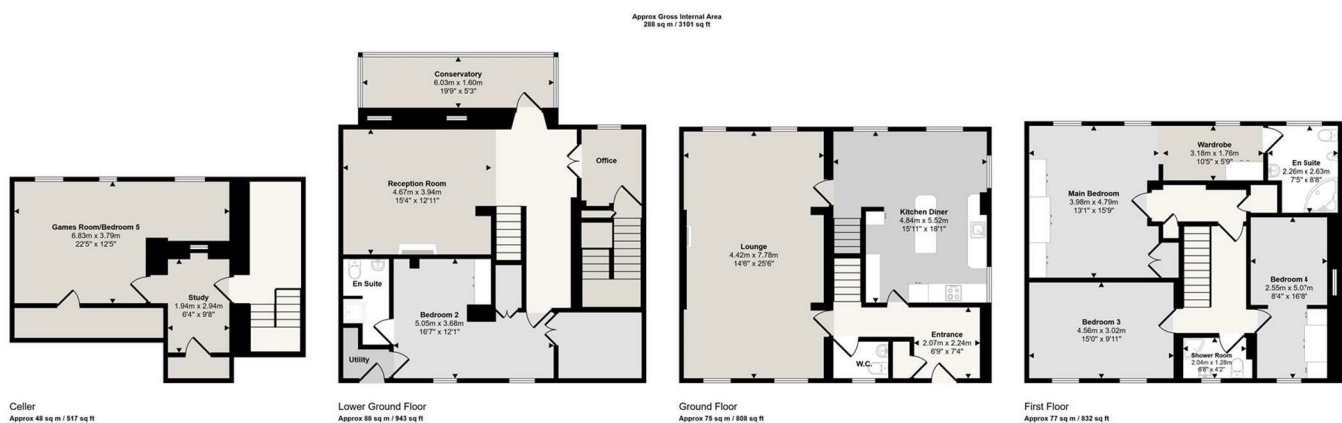 Approx Gross Internal Area
288 sq m / 3101 sq ft
Games Room/Bedroom 5
6.83m x 3.79m
22'5" x 12'5"
Study
1.94m x 2.94m
6'4" x 9'8"
Celler
Approx 48 sq m / 517 sq ft
Conservatory
6.03m x 1.60m
19'9" x 5'3"
Reception Room
4.67m x 3.94m
15'4" x 12'11"
Office
En Suite
Bedroom 2
5.05m x 3.68m
16'7" x 12'1"
Utility
Lower Ground Floor
Approx 88 sq m / 943 sq ft
Lounge
4.42m x 7.78m
14'6" x 25'6"
Kitchen Diner
4.84m x 5.52m
15'11" x 18'1"
Entrance
2.07m x 2.24m
6'9" x 7'4"
W.C.
Ground Floor
Approx 75 sq m / 808 sq ft
Wardrobe
3.18m x 1.76m
10'5" x 5'9"
En Suite
2.26m x 2.63m
7'5" x 8'8"
Main Bedroom
3.98m x 4.79m
13'1" x 15'9"
Bedroom 4
2.55m x 5.07m
8'4" x 16'8"
Bedroom 3
4.56m x 3.02m
15'0" x 9'11"
Shower Room
2.04m x 1.28m
6'8" x 4'2"
First Floor
Approx 77 sq m / 832 sq ft